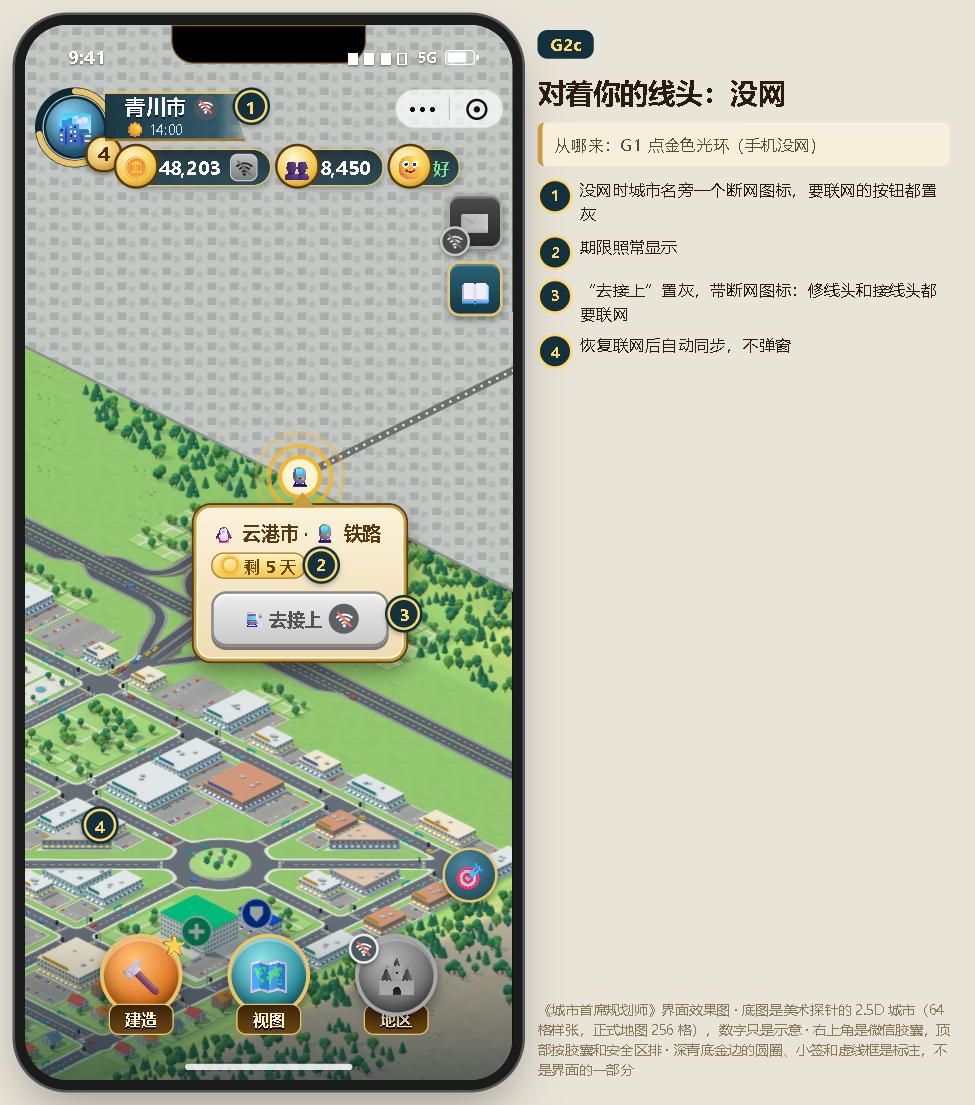 9:41
5G
青川市
1
14:00
4
48,203
8,450
好
云港市·铁路
剩 5 天
2
去接上
3
4
建造
视图
地区
G2c
对着你的线头：没网
从哪来：G1 点金色光环（手机没网）
1
没网时城市名旁一个断网图标，要联网的按钮都置
灰
2
期限照常显示
3
“去接上”置灰，带断网图标：修线头和接线头都
要联网
4
恢复联网后自动同步，不弹窗
《城市首席规划师》界面效果图 · 底图是美术探针的 2.5D 城市（64
格样张，正式地图 256 格），数字只是示意 · 右上角是微信胶囊，顶
部按胶囊和安全区排 · 深青底金边的圆圈、小签和虚线框是标注，不
是界面的一部分